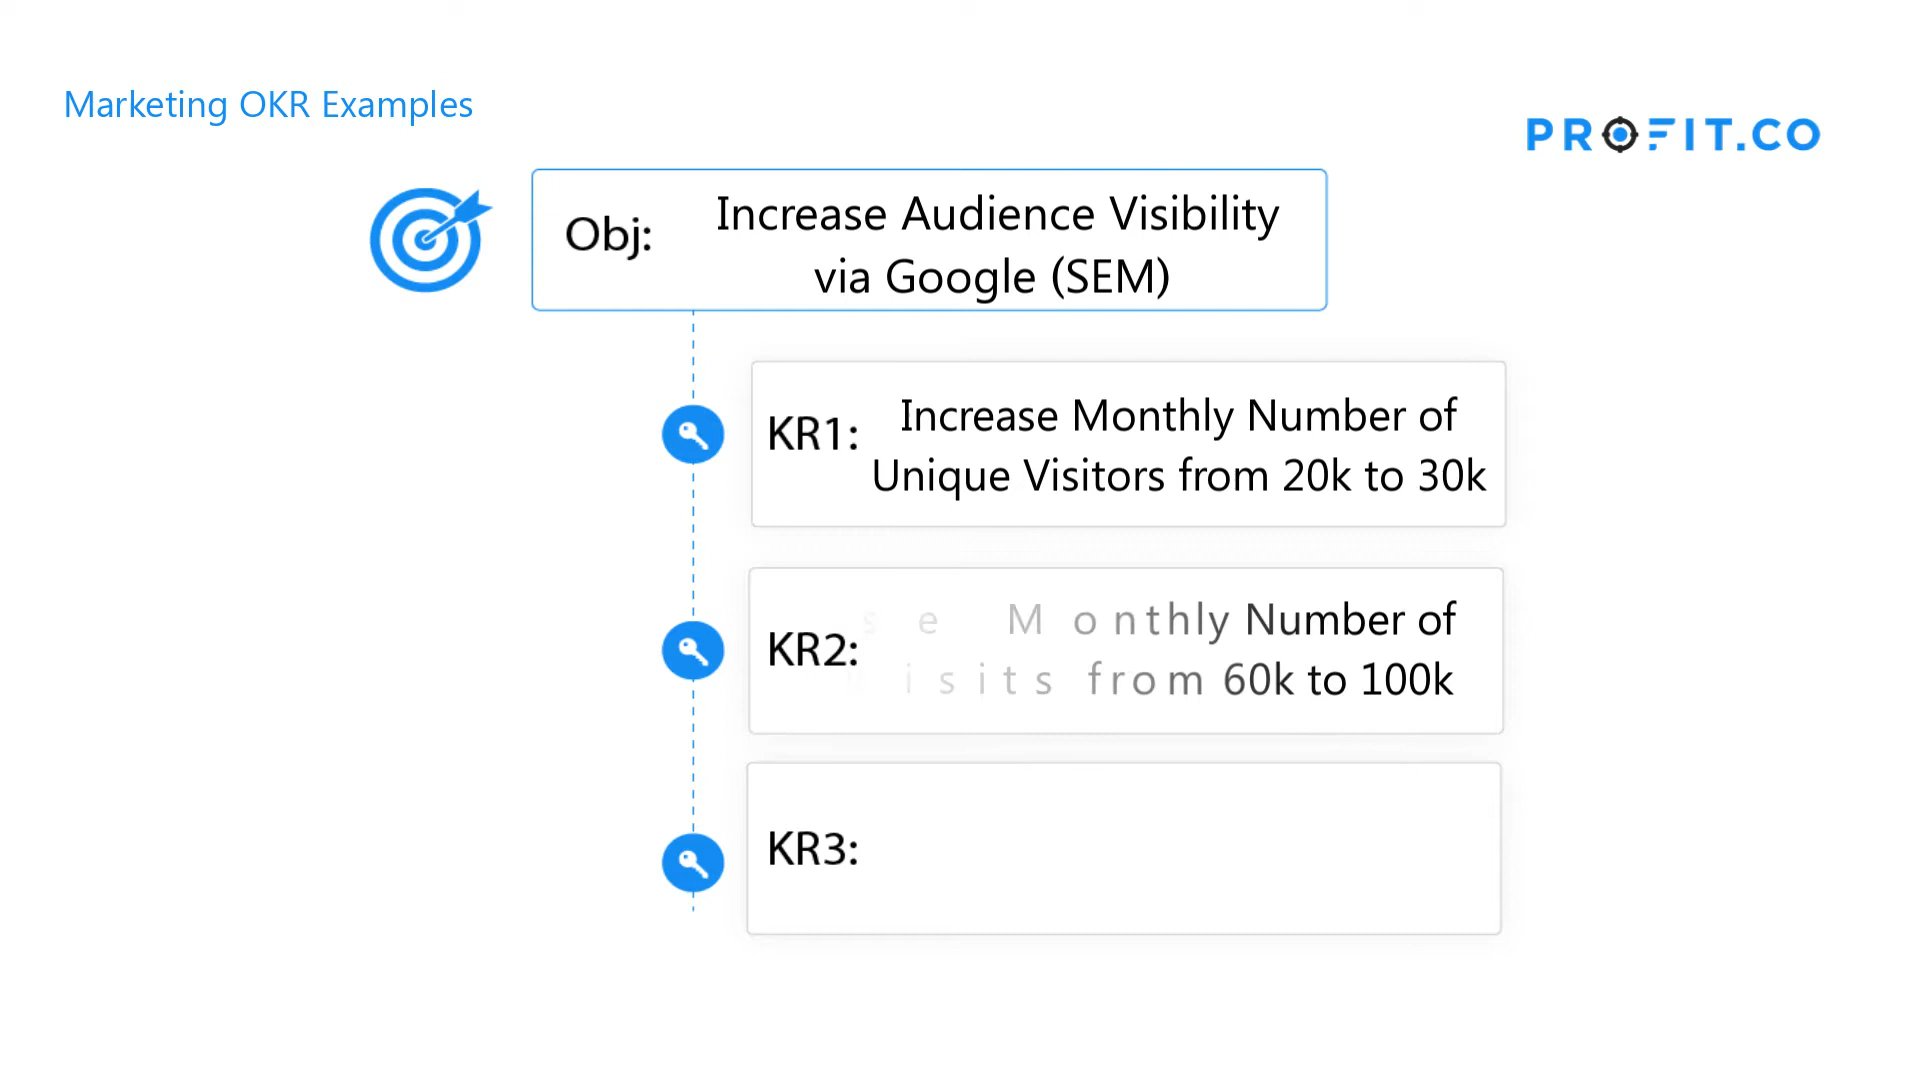 Marketing OKR Examples
PROFIT.CO
Obj: Increase Audience Visibility
via Google (SEM)
KR1: Increase Monthly Number of
Unique Visitors from 20k to 30k
KR2: Monthly Number of
from 60k to 100k
KR3: